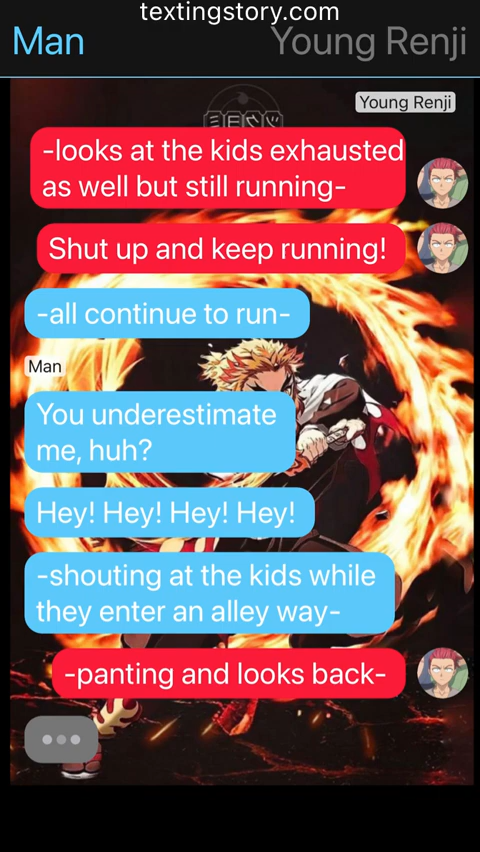 textingstory.com
Man Young Renji
Young Renji
-looks at the kids exhausted
as well but still running-
Shut up and keep running!
-all continue to run-
Man
You underestimate
me, huh?
Hey! Hey! Hey! Hey!
-shouting at the kids while
they enter an alley way-
-panting and looks back-